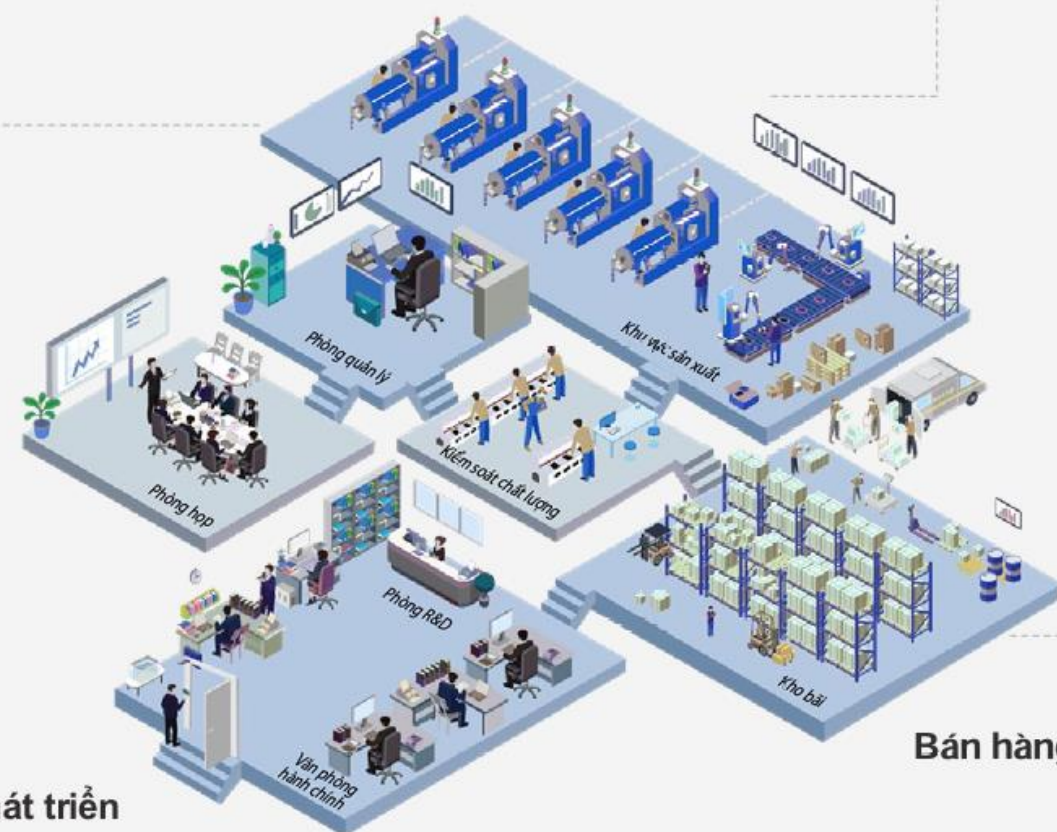 Phòng quản lý
Khu vực sản xuất
Phòng họp
Kiểm soát chất lượng
Phòng R&D
Kho bãi
Văn phòng
hành chính
Bán hàng
triển